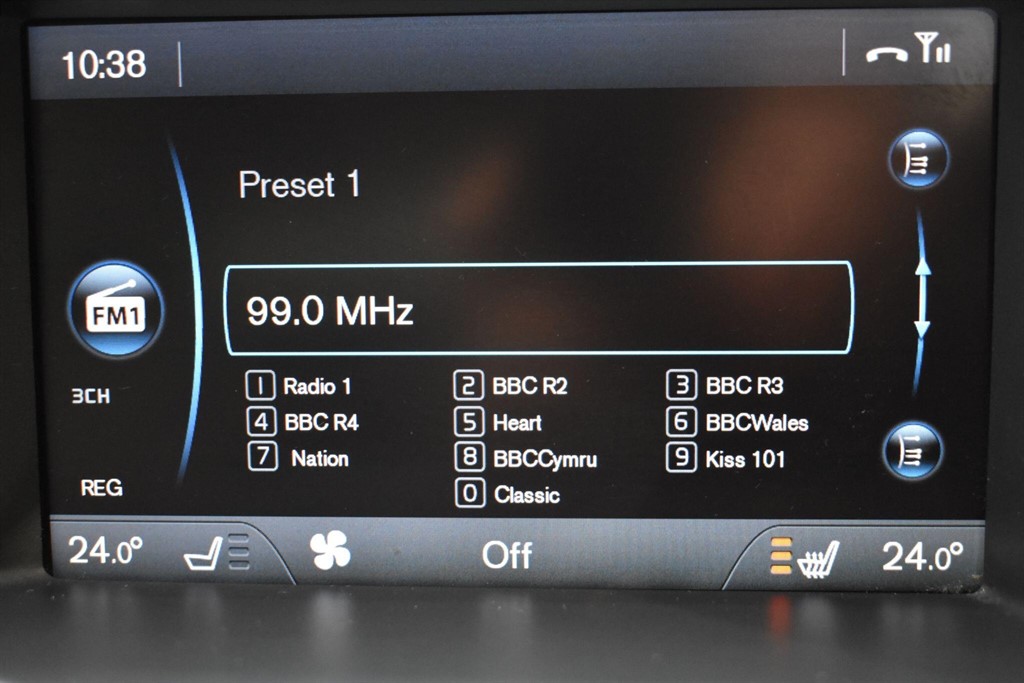 10:38
Preset 1
99.0 MHz
FM1
3CH
REG
1 Radio 1 2 BBC R2 3 BBC R3
4 BBC R4 5 Heart 6 BBCWales
7 Nation 8 BBCCymru 9 Kiss 101
0 Classic
24.0° Off 24.0°